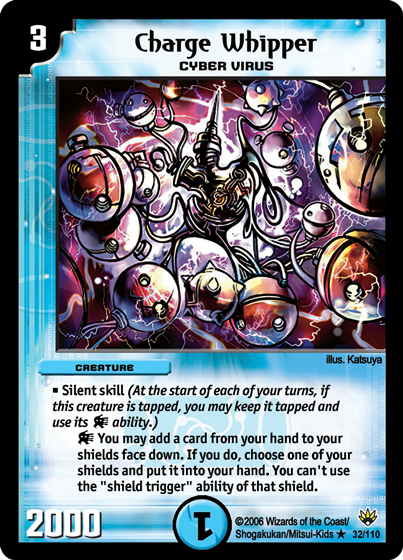 3
Charge Whipper
CYBER VIRUS
illus. Katsuya
CREATURE
▪ Silent skill (At the start of each of your turns, if
this creature is tapped, you may keep it tapped and
use its ability.)
You may add a card from your hand to your
shields face down. If you do, choose one of your
shields and put it into your hand. You can't use
the "shield trigger" ability of that shield.
2000
1
©2006 Wizards of the Coast/
Shogakukan/Mitsui-Kids ★ 32/110